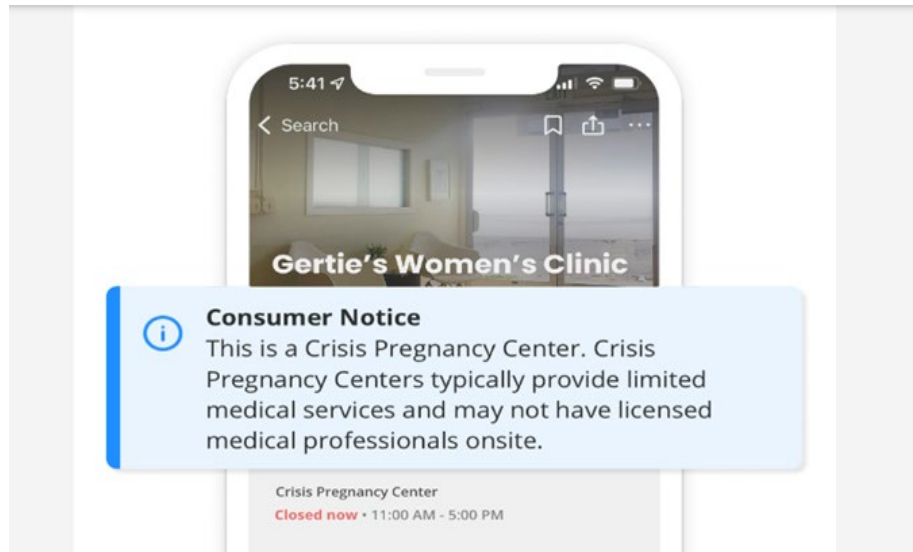 5:41
Search
Gertie's Women's Clinic
Consumer Notice
This is a Crisis Pregnancy Center. Crisis
Pregnancy Centers typically provide limited
medical services and may not have licensed
medical professionals onsite.
Crisis Pregnancy Center
Closed now • 11:00 AM - 5:00 PM